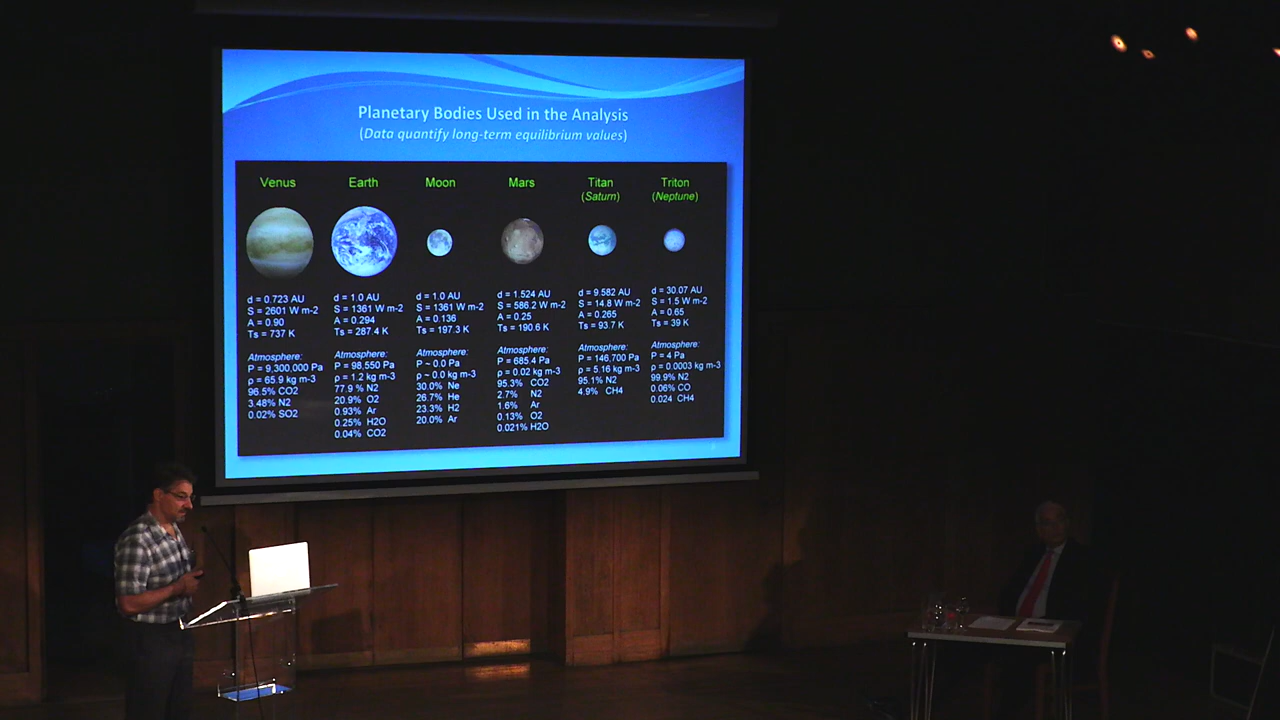 Planetary Bodies Used in the Analysis
(Data quantify long-term equilibrium values)
Venus
d = 0.723 AU
S = 2601 W m-2
A = 0.90
Ts = 737 K
Atmosphere:
P = 9,300,000 Pa
ρ = 65.9 kg m-3
96.5% CO2
3.48% N2
0.02% SO2
Earth
d = 1.0 AU
S = 1361 W m-2
A = 0.294
Ts = 287.4 K
Atmosphere:
P = 98,550 Pa
ρ = 1.2 kg m-3
77.9 % N2
20.9% O2
0.93% Ar
0.25% H2O
0.04% CO2
Moon
d = 1.0 AU
S = 1361 W m-2
A = 0.136
Ts = 197.3 K
Atmosphere:
P ~ 0.0 Pa
ρ ~ 0.0 kg m-3
30.0% Ne
26.7% He
23.3% H2
20.0% Ar
Mars
d = 1.524 AU
S = 586.2 W m-2
A = 0.25
Ts = 190.6 K
Atmosphere:
P = 685.4 Pa
ρ = 0.02 kg m-3
95.3% CO2
2.7% N2
1.6% Ar
0.13% O2
0.021% H2O
Titan
(Saturn)
d = 9.582 AU
S = 14.8 W m-2
A = 0.265
Ts = 93.7 K
Atmosphere:
P = 146,700 Pa
ρ = 5.16 kg m-3
95.1% N2
4.9% CH4
Triton
(Neptune)
d = 30.07 AU
S = 1.5 W m-2
A = 0.65
Ts = 39 K
Atmosphere:
P = 4 Pa
ρ = 0.0003 kg m-3
99.9% N2
0.06% CO
0.024 CH4